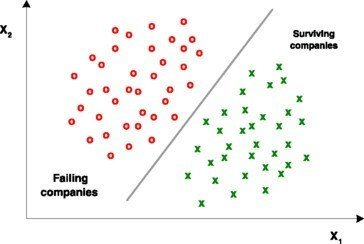 X2
Surviving
companies
Failing
companies
X1